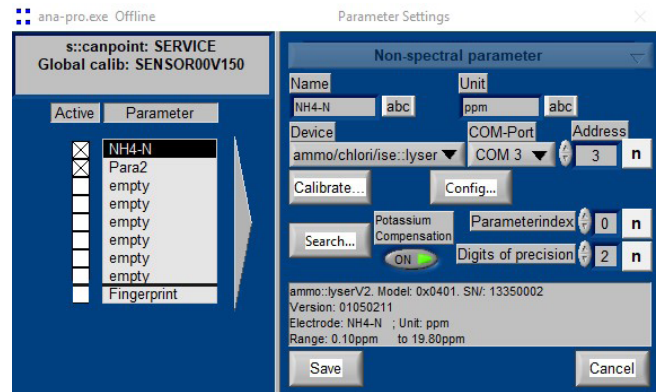 ana-pro.exe Offline
Parameter Settings
s::canpoint: SERVICE
Global calib: SENSOR00V150
Active Parameter
NH4-N
Para2
empty
empty
empty
empty
empty
empty
Fingerprint
Non-spectral parameter
Name Unit
NH4-N abc ppm abc
Device COM-Port Address
ammo/chlori/ise::lyser COM 3 3 n
Calibrate... Config...
Potassium
Compensation
ON
Search...
Parameterindex 0 n
Digits of precision 2 n
ammo::lyserV2. Model: 0x0401. SN/: 13350002
Version: 01050211
Electrode: NH4-N ; Unit: ppm
Range: 0.10ppm to 19.80ppm
Save Cancel